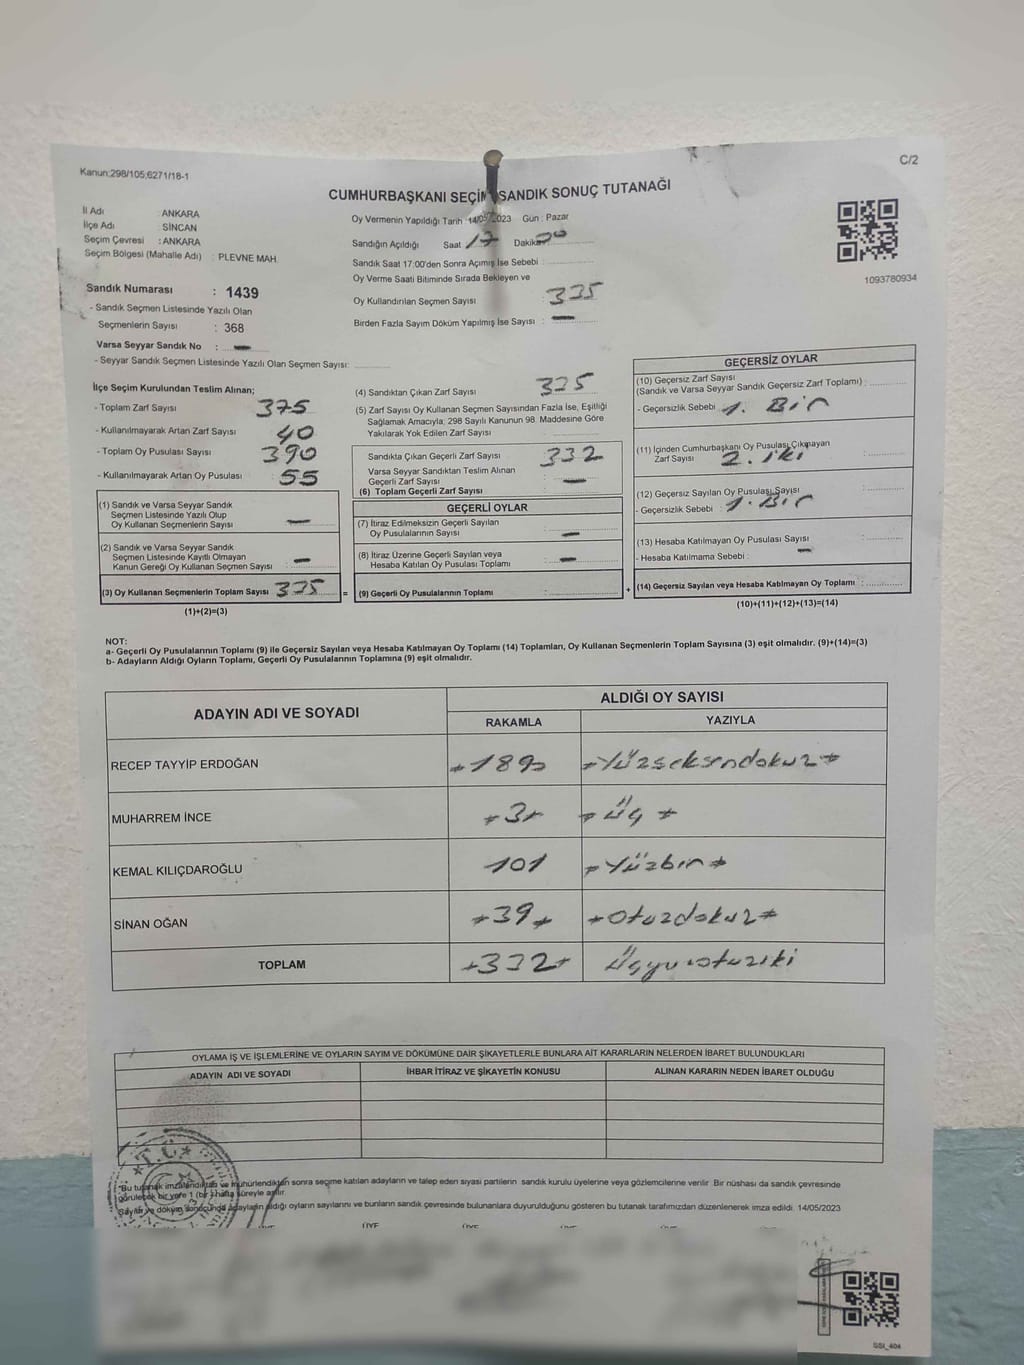 Kanun;298/105;6271/18-1
C/2
CUMHURBAŞKANI SEÇİM SANDIK SONUÇ TUTANAĞI
İl Adı : ANKARA
İlçe Adı : SİNCAN
Seçim Çevresi : ANKARA
Seçim Bölgesi (Mahalle Adı) : PLEVNE MAH.
Oy Vermenin Yapıldığı Tarih : 14/05/2023 Gün : Pazar
Sandığın Açıldığı Saat 17 Dakika 00
Sandık Saat 17:00'den Sonra Açılmış İse Sebebi :
Oy Verme Saati Bitiminde Sırada Bekleyen ve
Oy Kullandırılan Seçmen Sayısı : 335
Birden Fazla Sayım Döküm Yapılmış İse Sayısı : —
1093780934
Sandık Numarası : 1439
- Sandık Seçmen Listesinde Yazılı Olan
Seçmenlerin Sayısı : 368
Varsa Seyyar Sandık No : —
- Seyyar Sandık Seçmen Listesinde Yazılı Olan Seçmen Sayısı:
İlçe Seçim Kurulundan Teslim Alınan;
- Toplam Zarf Sayısı 375
- Kullanılmayarak Artan Zarf Sayısı 40
- Toplam Oy Pusulası Sayısı 390
- Kullanılmayarak Artan Oy Pusulası : 55
(1) Sandık ve Varsa Seyyar Sandık
Seçmen Listesinde Yazılı Olup
Oy Kullanan Seçmenlerin Sayısı : —
(2) Sandık ve Varsa Seyyar Sandık
Seçmen Listesinde Kayıtlı Olmayan
Kanun Gereği Oy Kullanan Seçmen Sayısı : —
(3) Oy Kullanan Seçmenlerin Toplam Sayısı 335 =
(1)+(2)=(3)
(4) Sandıktan Çıkan Zarf Sayısı : 335
(5) Zarf Sayısı Oy Kullanan Seçmen Sayısından Fazla İse, Eşitliği
Sağlamak Amacıyla; 298 Sayılı Kanunun 98. Maddesine Göre
Yakılarak Yok Edilen Zarf Sayısı :
Sandıkta Çıkan Geçerli Zarf Sayısı : 332
Varsa Seyyar Sandıktan Teslim Alınan
Geçerli Zarf Sayısı : —
(6) Toplam Geçerli Zarf Sayısı
GEÇERLİ OYLAR
(7) İtiraz Edilmeksizin Geçerli Sayılan
Oy Pusulalarının Sayısı : —
(8) İtiraz Üzerine Geçerli Sayılan veya
Hesaba Katılan Oy Pusulası Toplamı : —
(9) Geçerli Oy Pusulalarının Toplamı : +
GEÇERSİZ OYLAR
(10) Geçersiz Zarf Sayısı
(Sandık ve Varsa Seyyar Sandık Geçersiz Zarf Toplamı) :
- Geçersizlik Sebebi : 1. Bir
(11) İçinden Cumhurbaşkanı Oy Pusulası Çıkmayan
Zarf Sayısı 2. iki :
(12) Geçersiz Sayılan Oy Pusulası Sayısı :
- Geçersizlik Sebebi : 1. Bir
(13) Hesaba Katılmayan Oy Pusulası Sayısı :
- Hesaba Katılmama Sebebi : —
(14) Geçersiz Sayılan veya Hesaba Katılmayan Oy Toplamı :
(10)+(11)+(12)+(13)=(14)
NOT:
a- Geçerli Oy Pusulalarının Toplamı (9) ile Geçersiz Sayılan veya Hesaba Katılmayan Oy Toplamı (14) Toplamları, Oy Kullanan Seçmenlerin Toplam Sayısına (3) eşit olmalıdır. (9)+(14)=(3)
b- Adayların Aldığı Oyların Toplamı, Geçerli Oy Pusulalarının Toplamına (9) eşit olmalıdır.
ADAYIN ADI VE SOYADI
ALDIĞI OY SAYISI
RAKAMLA YAZIYLA
RECEP TAYYİP ERDOĞAN 189 Yüzseksendokuz
MUHARREM İNCE 3 Üç
KEMAL KILIÇDAROĞLU 101 Yüzbir
SİNAN OĞAN 39 Otuzdokuz
TOPLAM 332 Üçyüzotuziki
OYLAMA İŞ VE İŞLEMLERİNE VE OYLARIN SAYIM VE DÖKÜMÜNE DAİR ŞİKAYETLERLE BUNLARA AİT KARARLARIN NELERDEN İBARET BULUNDUKLARI
ADAYIN ADI VE SOYADI İHBAR İTİRAZ VE ŞİKAYETİN KONUSU ALINAN KARARIN NEDEN İBARET OLDUĞU
T.C.
"Bu tutanak imzalandıktan ve mühürlendikten sonra seçime katılan adayların ve talep eden siyasi partilerin sandık kurulu üyelerine veya gözlemcilerine verilir. Bir nüshası da sandık çevresinde
görülecek bir yere 1 (bir) hafta süreyle asılır.
Sayım ve döküm sonucunda adayların aldığı oyların sayılarını ve bunların sandık çevresinde bulunanlara duyurulduğunu gösteren bu tutanak tarafımızdan düzenlenerek imza edildi. 14/05/2023
ÜYE ÜYE ÜYE ÜYE
GSI_404